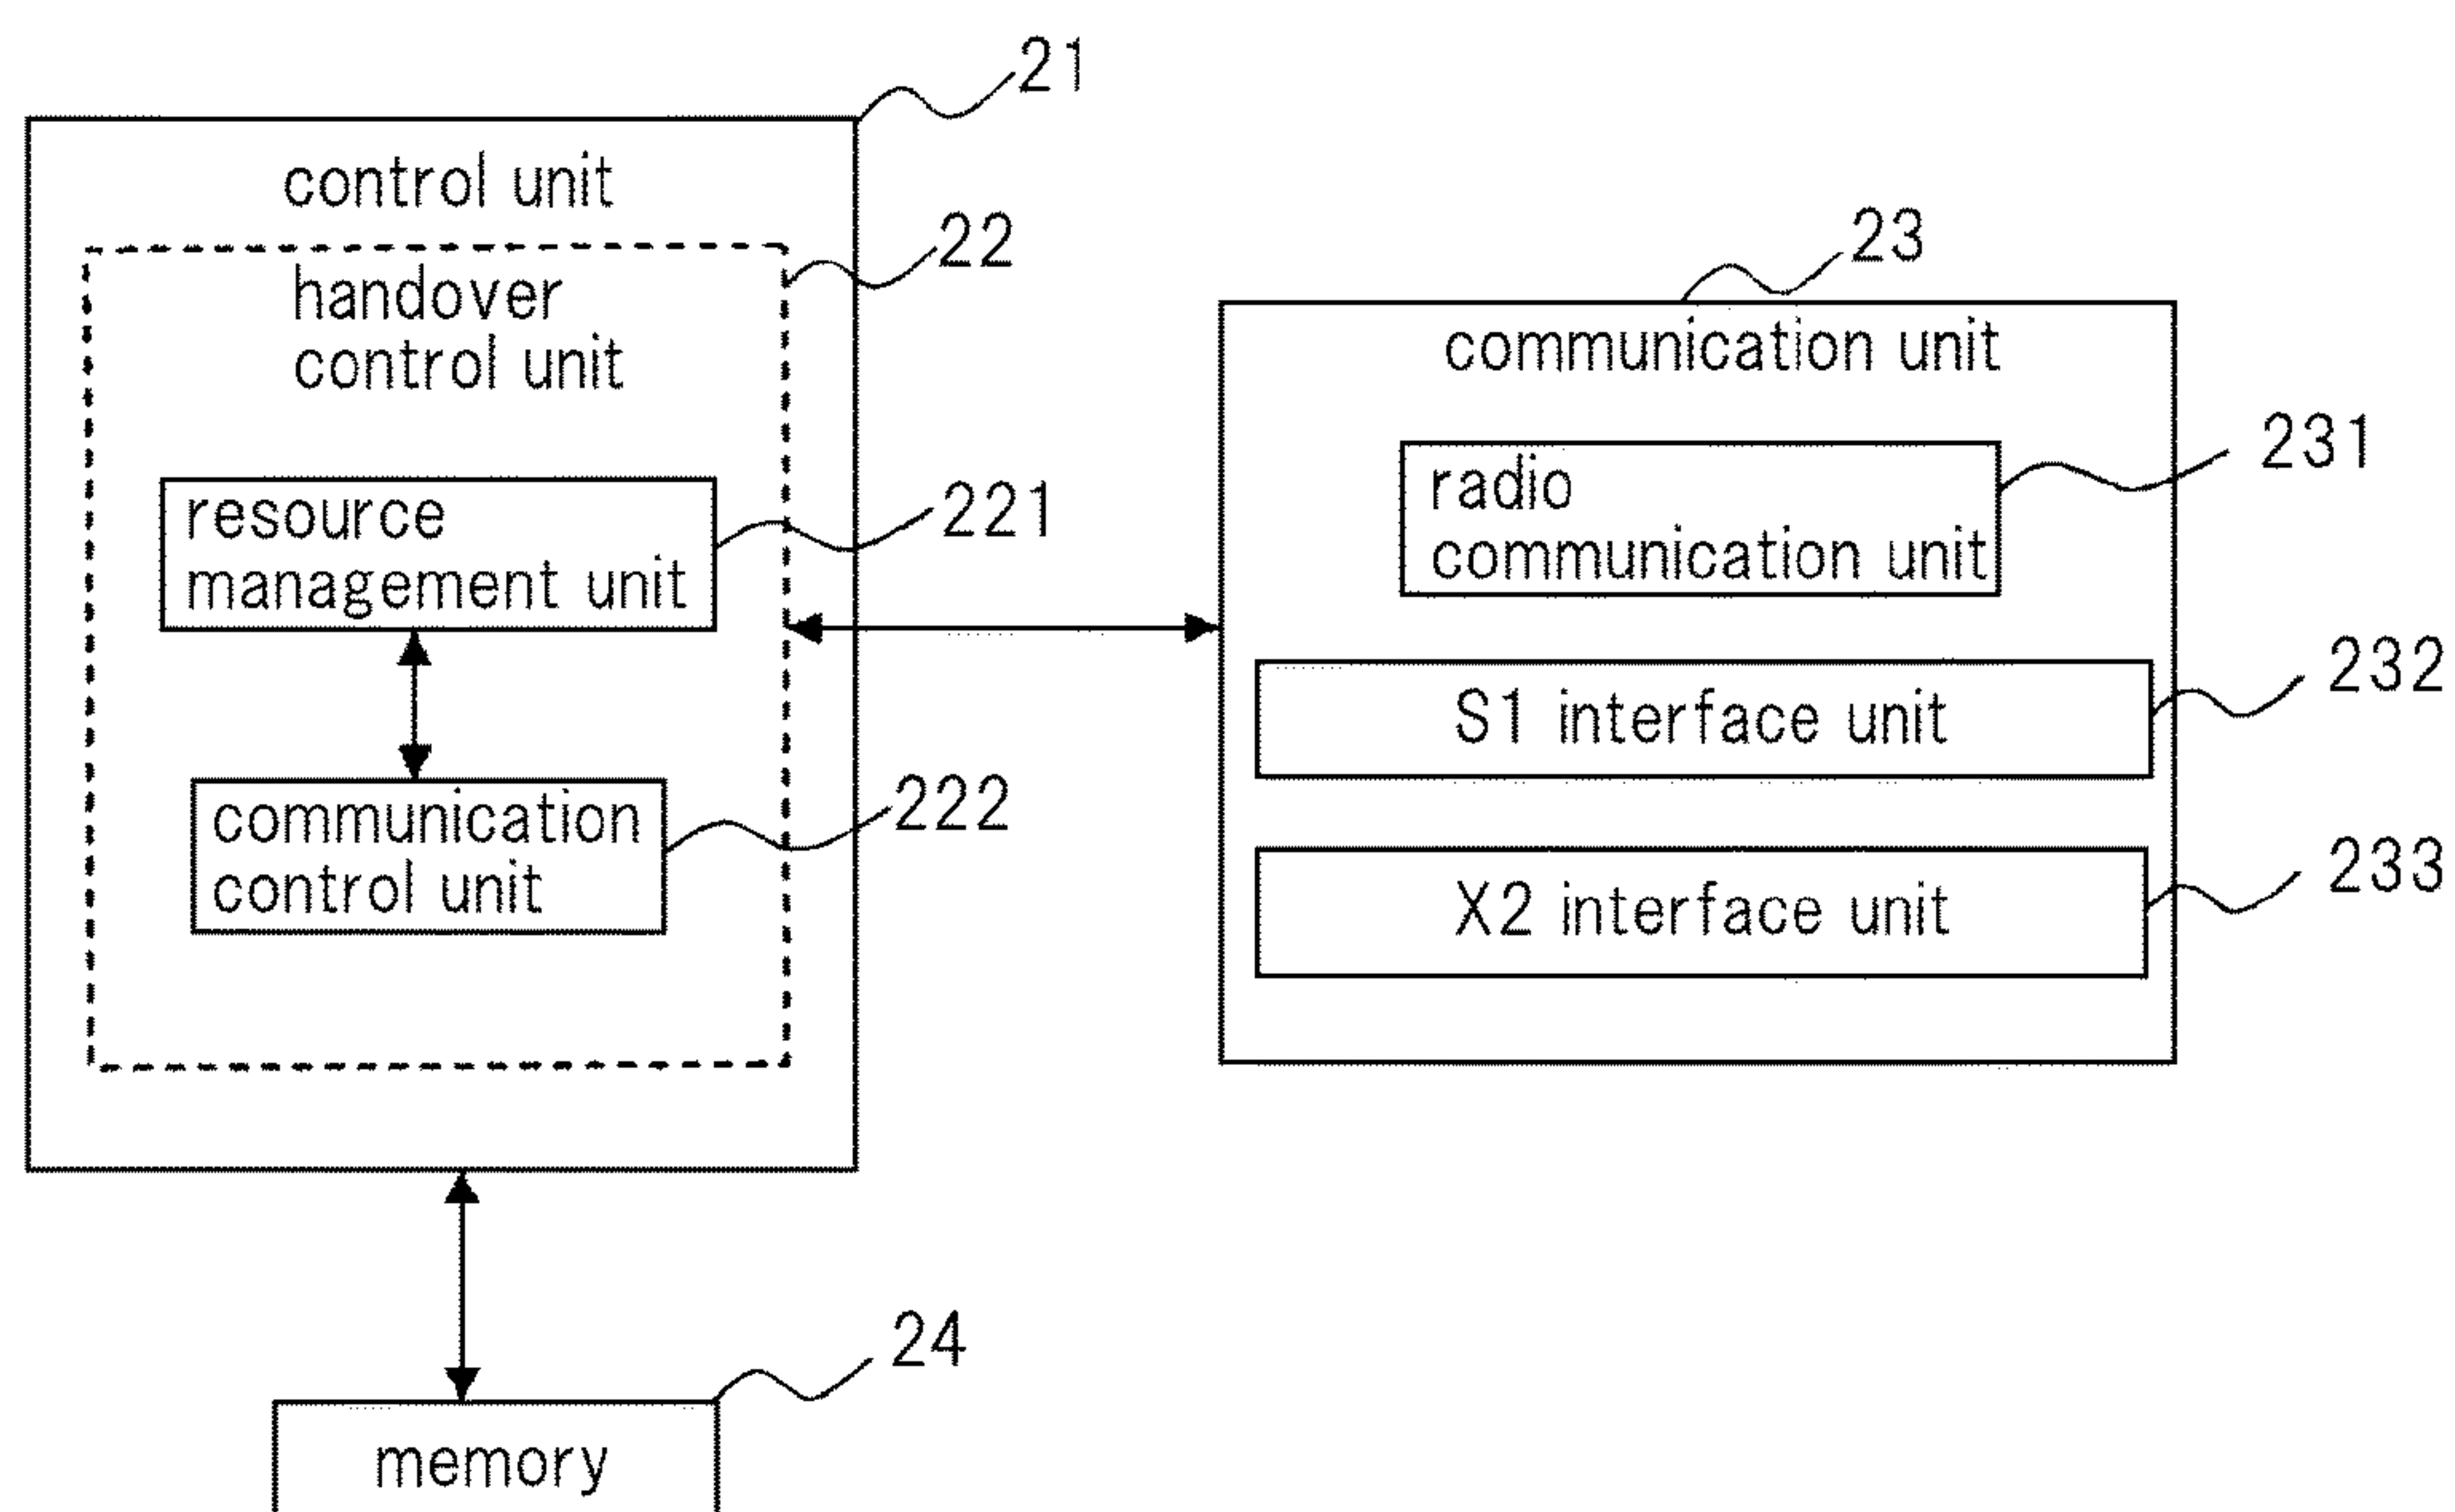 21
control unit
22
handover
control unit
23
communication unit
231
radio
communication unit
221
resource
management unit
232
S1 interface unit
222
communication
control unit
233
X2 interface unit
24
memory